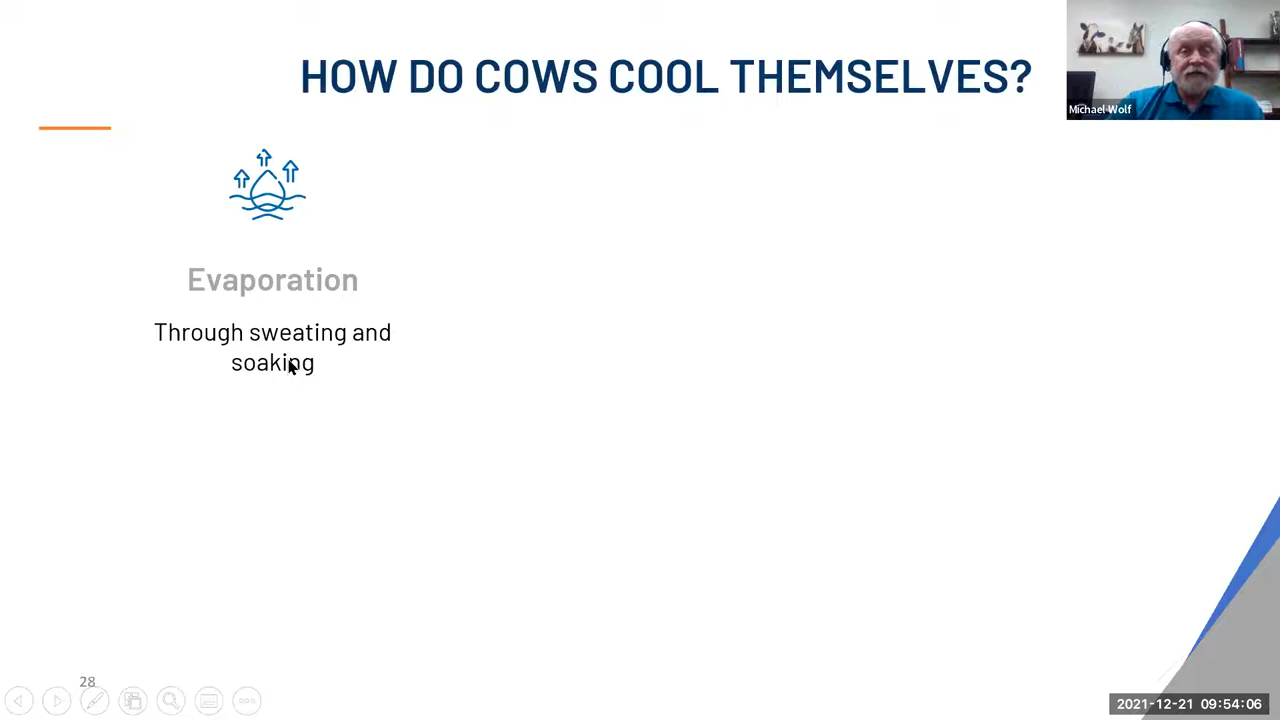 HOW DO COWS COOL THEMSELVES?
Michael Wolf
Evaporation
Through sweating and
soaking
28
2021-12-21 09:54:06